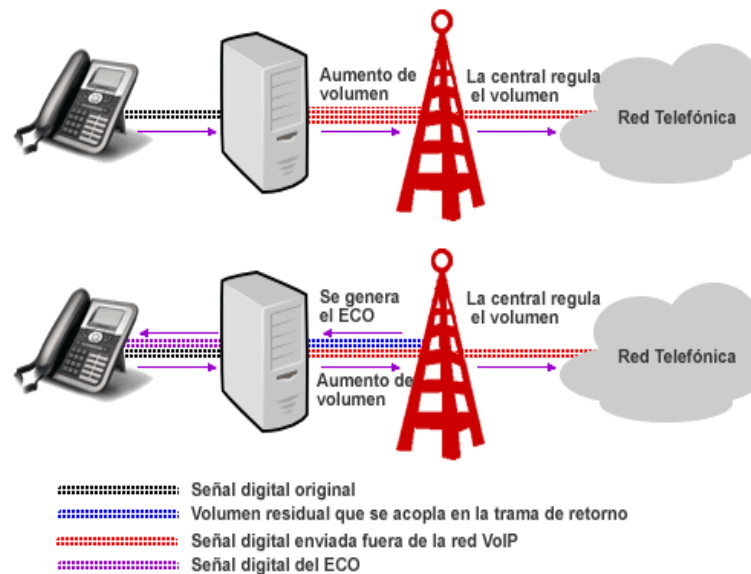 Aumento de
volumen
La central regula
el volumen
Red Telefónica
Se genera
el ECO
La central regula
el volumen
Red Telefónica
Aumento de
volumen
Señal digital original
Volumen residual que se acopla en la trama de retorno
Señal digital enviada fuera de la red VoIP
Señal digital del ECO